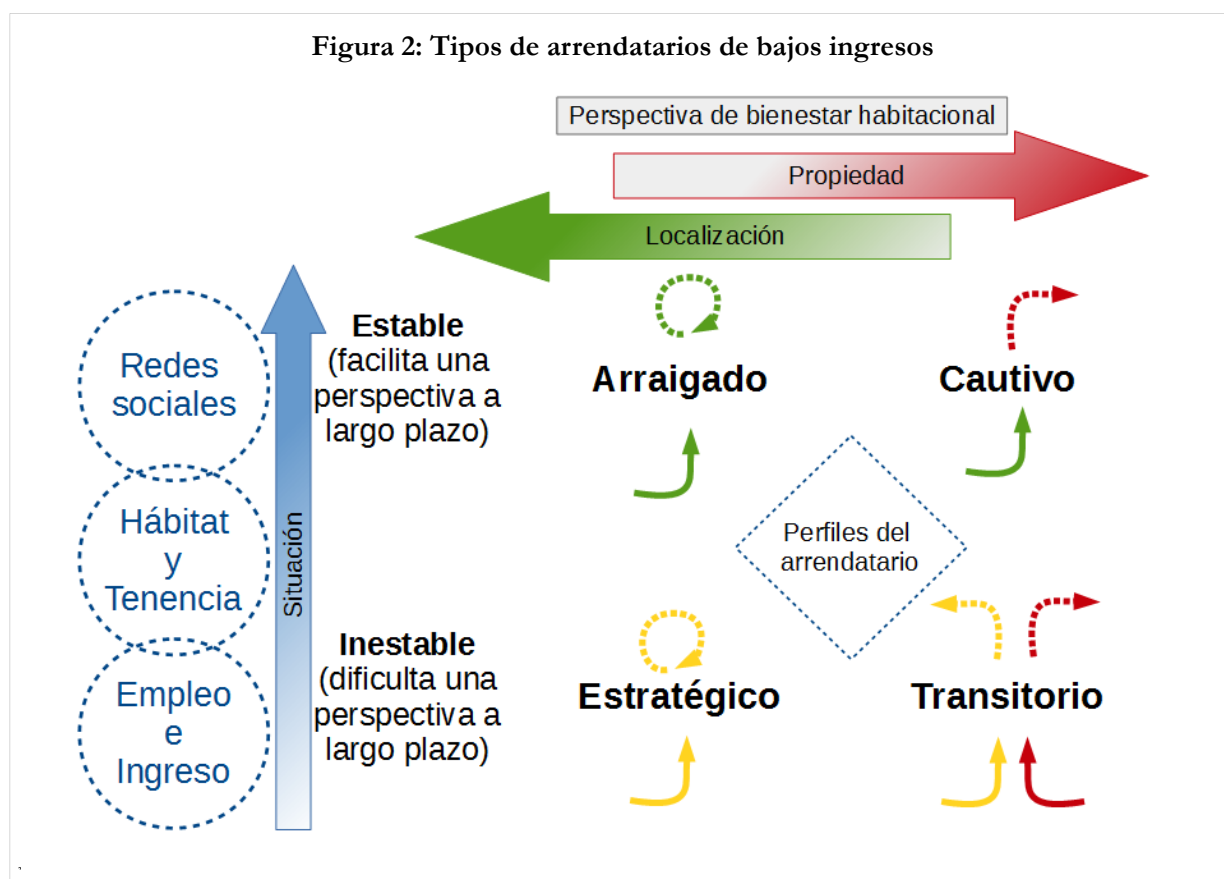 Figura 2: Tipos de arrendatarios de bajos ingresos
Perspectiva de bienestar habitacional
Propiedad
Localización
Redes
sociales
Hábitat
y
Tenencia
Empleo
e
Ingreso
Situación
Estable
(facilita una
perspectiva a
largo plazo)
Inestable
(dificulta una
perspectiva a
largo plazo)
Arraigado
Cautivo
Perfiles del
arrendatario
Estratégico
Transitorio